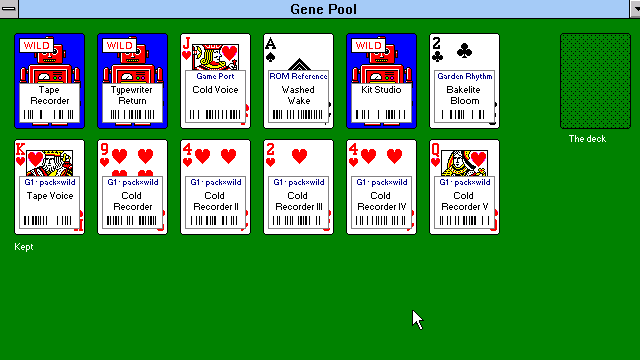 Gene Pool
WILD
Tape
Recorder
WILD
Typewriter
Return
J
Game Port
Cold Voice
A
ROM Reference
Washed
Wake
WILD
Kit Studio
2
Garden Rhythm
Bakelite
Bloom
The deck
K
G1·pack×wild
Tape Voice
9
G1·pack×wild
Cold
Recorder
4
G1·pack×wild
Cold
Recorder II
2
G1·pack×wild
Cold
Recorder III
4
G1·pack×wild
Cold
Recorder IV
Q
G1·pack×wild
Cold
Recorder V
Kept